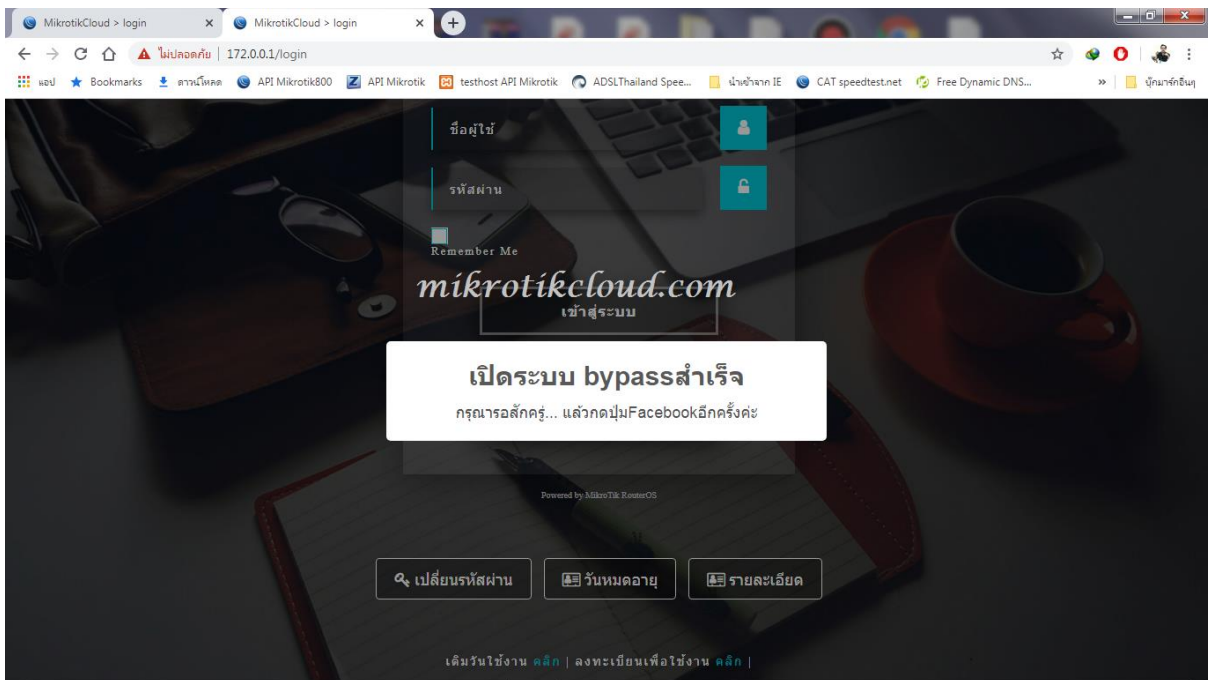 MikrotikCloud > login
MikrotikCloud > login
ไม่ปลอดภัย | 172.0.0.1/login
แอป Bookmarks ดาวน์โหลด API Mikrotik800 API Mikrotik testhost API Mikrotik ADSLThailand Spee... นำเข้าจาก IE CAT speedtest.net Free Dynamic DNS... » บุ๊กมาร์กอื่นๆ
ชื่อผู้ใช้
รหัสผ่าน
Remember Me
mikrotikcloud.com
เข้าสู่ระบบ
เปิดระบบ bypassสำเร็จ
กรุณารอสักครู่... แล้วกดปุ่มFacebookอีกครั้งค่ะ
Powered by MikroTik RouterOS
เปลี่ยนรหัสผ่าน วันหมดอายุ รายละเอียด
เติมวันใช้งาน คลิก | ลงทะเบียนเพื่อใช้งาน คลิก |